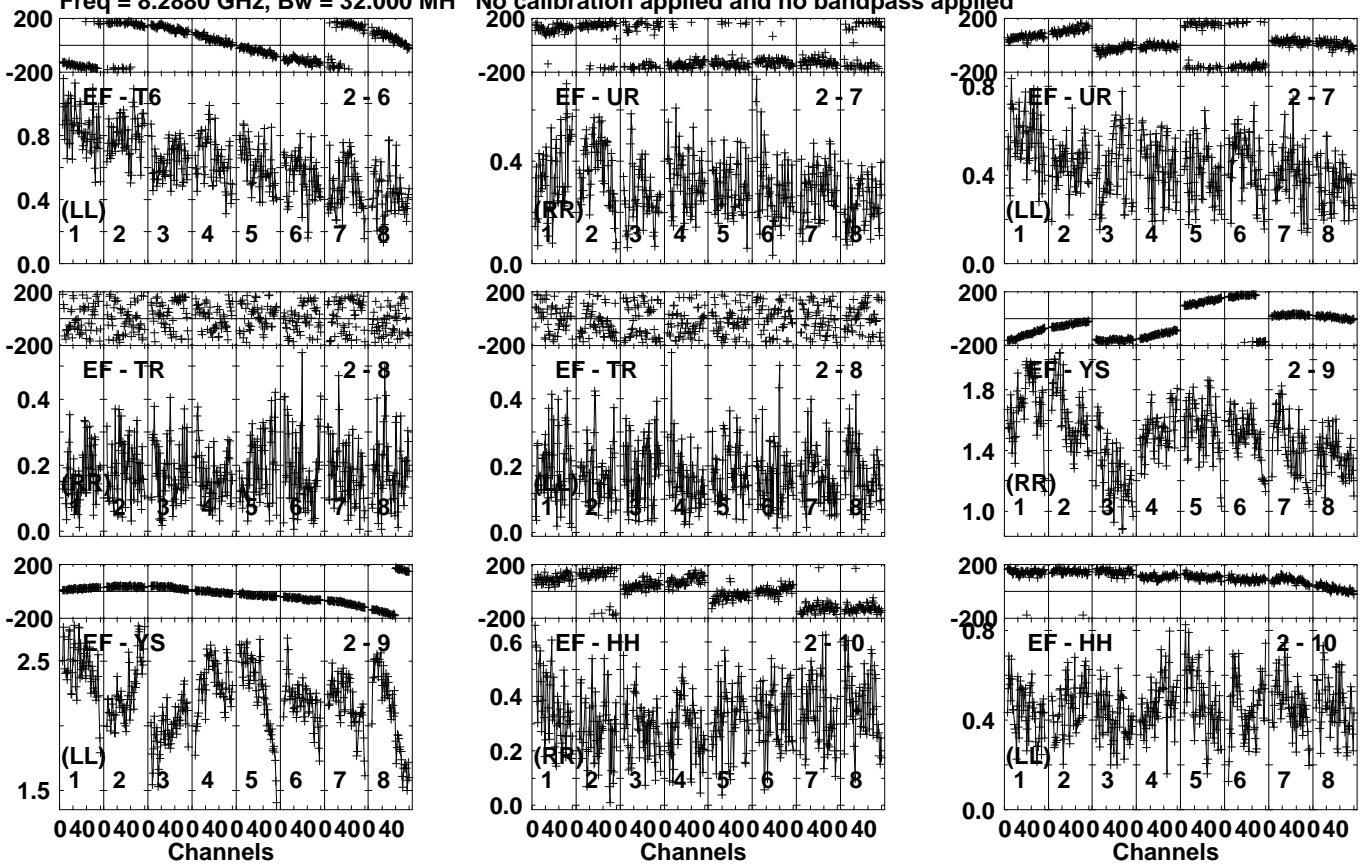 Freq = 8.2880 GHz, Bw = 32.000 MH No calibration applied and no bandpass applied
200
-200
EF - T6 2 - 6
0.8
0.4
(LL)
1 2 3 4 5 6 7 8
0.0
200
-200
EF - UR 2 - 7
0.4
(RR)
1 2 3 4 5 6 7 8
0.0
200
-200
0.8
EF - UR 2 - 7
0.4
(LL)
1 2 3 4 5 6 7 8
0.0
200
-200
EF - TR 2 - 8
0.4
0.2
(RR)
1 2 3 4 5 6 7 8
0.0
200
-200
EF - TR 2 - 8
0.4
0.2
(LL)
1 2 3 4 5 6 7 8
0.0
200
-200
EF - YS 2 - 9
1.8
1.4
(RR)
1.0 1 2 3 4 5 6 7 8
200
-200
EF - YS 2 - 9
2.5
(LL)
1 2 3 4 5 6 7 8
1.5
0 40 0 40 0 40 0 40 0 40 0 40 0 40 0 40
Channels
200
-200
0.6
EF - HH 2 - 10
0.4
0.2
(RR)
1 2 3 4 5 6 7 8
0.0
0 40 0 40 0 40 0 40 0 40 0 40 0 40 0 40
Channels
200
-200
0.8
EF - HH 2 - 10
0.4
(LL)
1 2 3 4 5 6 7 8
0.0
0 40 0 40 0 40 0 40 0 40 0 40 0 40 0 40
Channels